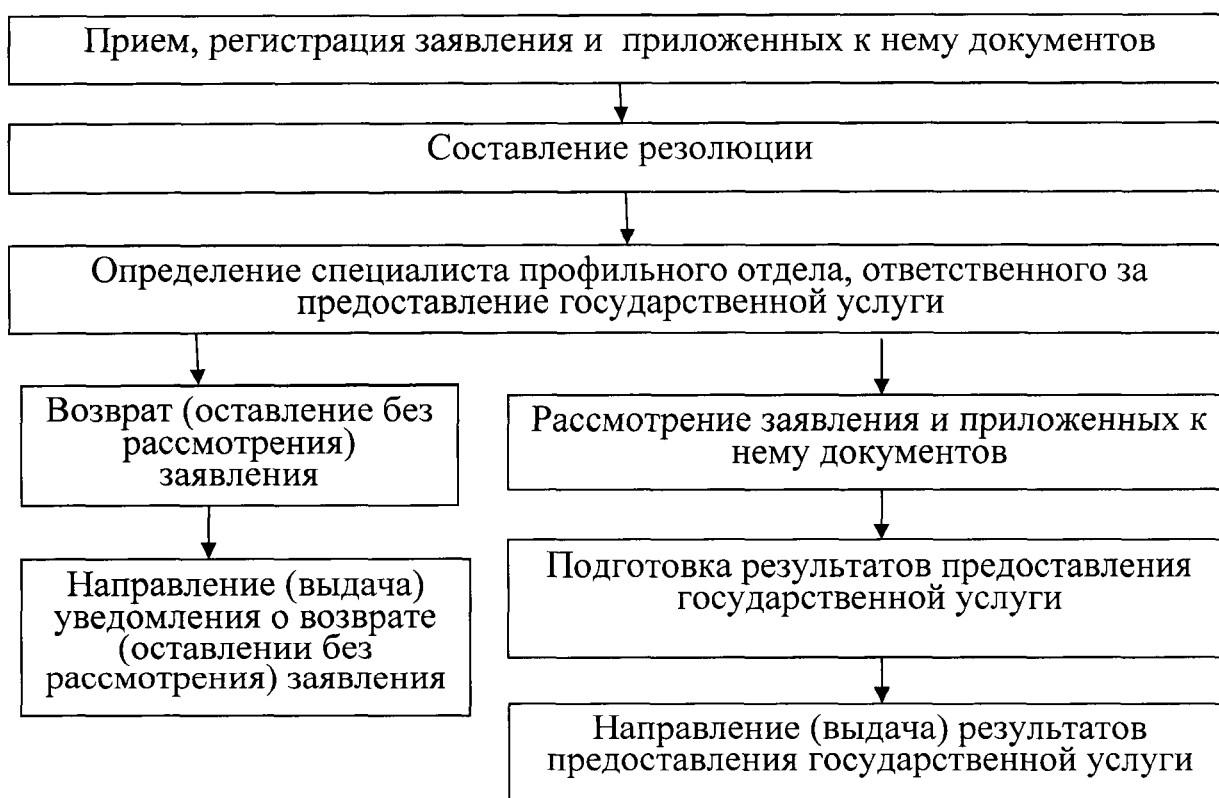 Прием, регистрация заявления и приложенных к нему документов
Составление резолюции
Определение специалиста профильного отдела, ответственного за
предоставление государственной услуги
Возврат (оставление без
рассмотрения)
заявления
Направление (выдача)
уведомления о возврате
(оставлении без
рассмотрения) заявления
Рассмотрение заявления и приложенных к
нему документов
Подготовка результатов предоставления
государственной услуги
Направление (выдача) результатов
предоставления государственной услуги